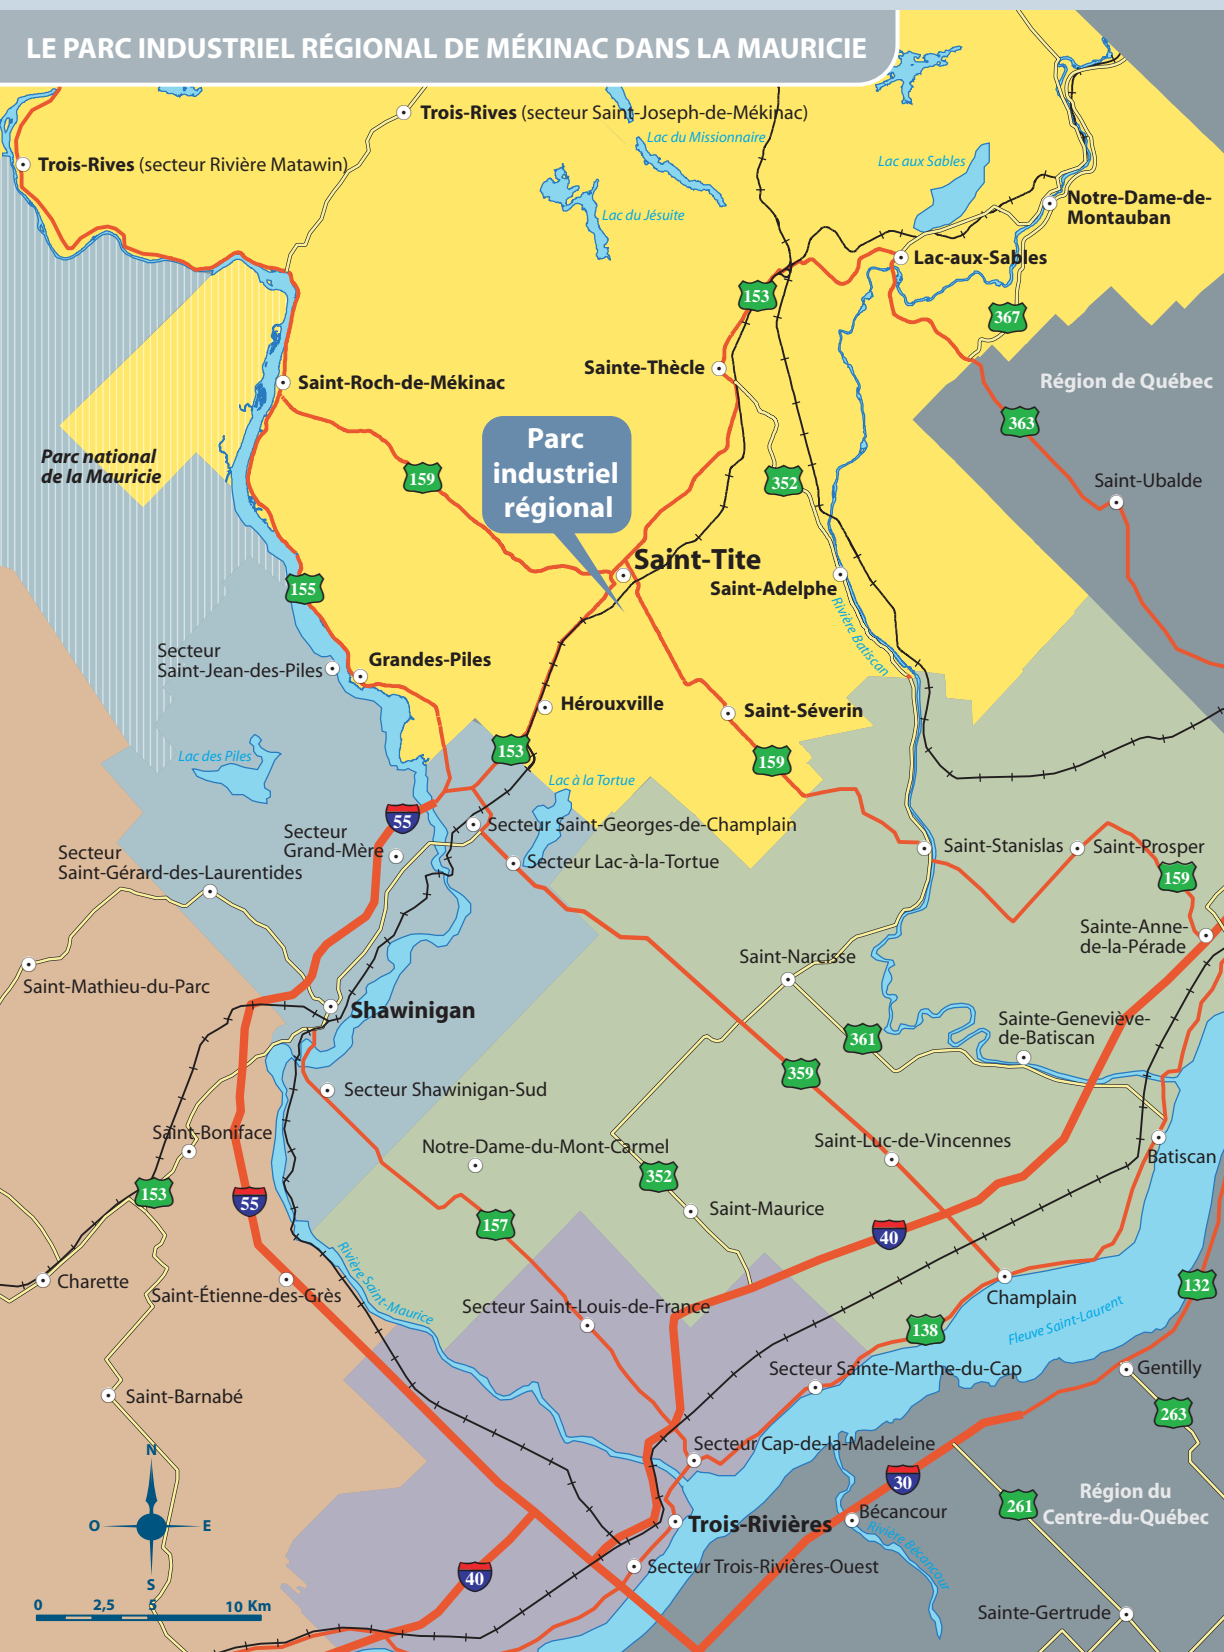 LE PARC INDUSTRIEL RÉGIONAL DE MÉKINAC DANS LA MAURICIE
Trois-Rives (secteur Saint-Joseph-de-Mékinac)
Lac du Missionnaire
Trois-Rives (secteur Rivière Matawin)
Lac aux Sables
Lac du Jésuite
Notre-Dame-de-
Montauban
Lac-aux-Sables
153
367
Sainte-Thècle
Saint-Roch-de-Mékinac
Région de Québec
363
Parc national
de la Mauricie
Parc
industriel
régional
159
352
Saint-Ubalde
Saint-Tite
155
Saint-Adelphe
Rivière Batiscan
Secteur
Saint-Jean-des-Piles
Grandes-Piles
Hérouxville
Saint-Séverin
153
159
Lac des Piles
Lac à la Tortue
55
Secteur Saint-Georges-de-Champlain
Secteur
Grand-Mère
Secteur Lac-à-la-Tortue
Saint-Stanislas
Saint-Prosper
Secteur
Saint-Gérard-des-Laurentides
159
Sainte-Anne-
de-la-Pérade
Saint-Narcisse
Saint-Mathieu-du-Parc
Shawinigan
Sainte-Geneviève-
de-Batiscan
361
359
Secteur Shawinigan-Sud
Saint-Boniface
Notre-Dame-du-Mont-Carmel
Saint-Luc-de-Vincennes
Batiscan
352
153
55
Saint-Maurice
157
40
Rivière Saint-Maurice
Charette
Saint-Étienne-des-Grès
132
Champlain
Secteur Saint-Louis-de-France
138
Fleuve Saint-Laurent
Secteur Sainte-Marthe-du-Cap
Gentilly
Saint-Barnabé
263
Secteur Cap-de-la-Madeleine
30
Région du
Centre-du-Québec
261
Bécancour
Rivière Bécancour
Trois-Rivières
Secteur Trois-Rivières-Ouest
40
Sainte-Gertrude
N
O
E
S
0 2,5 5 10 Km